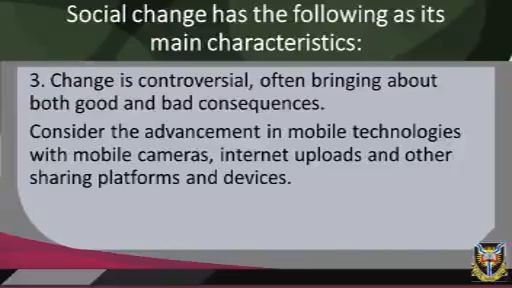 Social change has the following as its
main characteristics:
3. Change is controversial, often bringing about
both good and bad consequences.
Consider the advancement in mobile technologies
with mobile cameras, internet uploads and other
sharing platforms and devices.